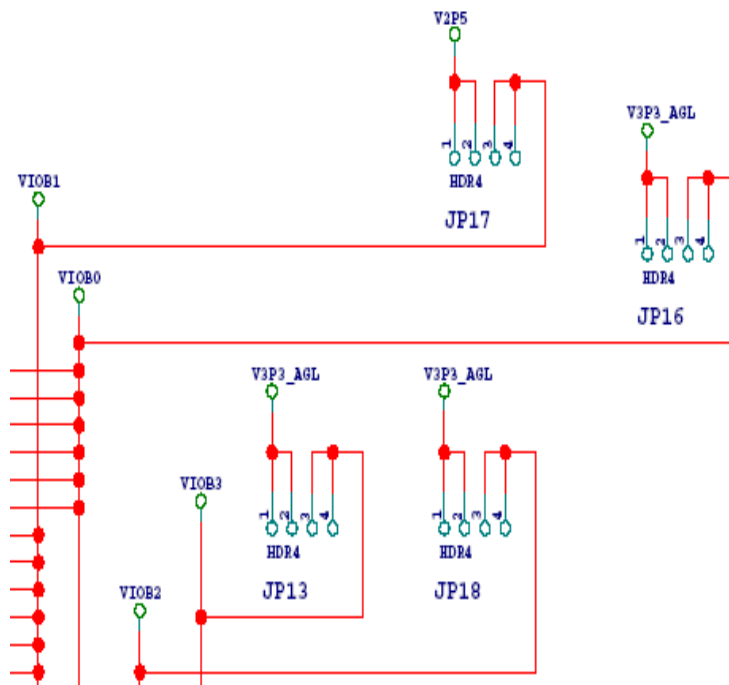 V2P5
1 2 3 4
HDR4
JP17
V3P3_AGL
1 2 3 4
HDR4
JP16
VIOB1
VIOB0
V3P3_AGL
1 2 3 4
HDR4
JP13
V3P3_AGL
1 2 3 4
HDR4
JP18
VIOB3
VIOB2